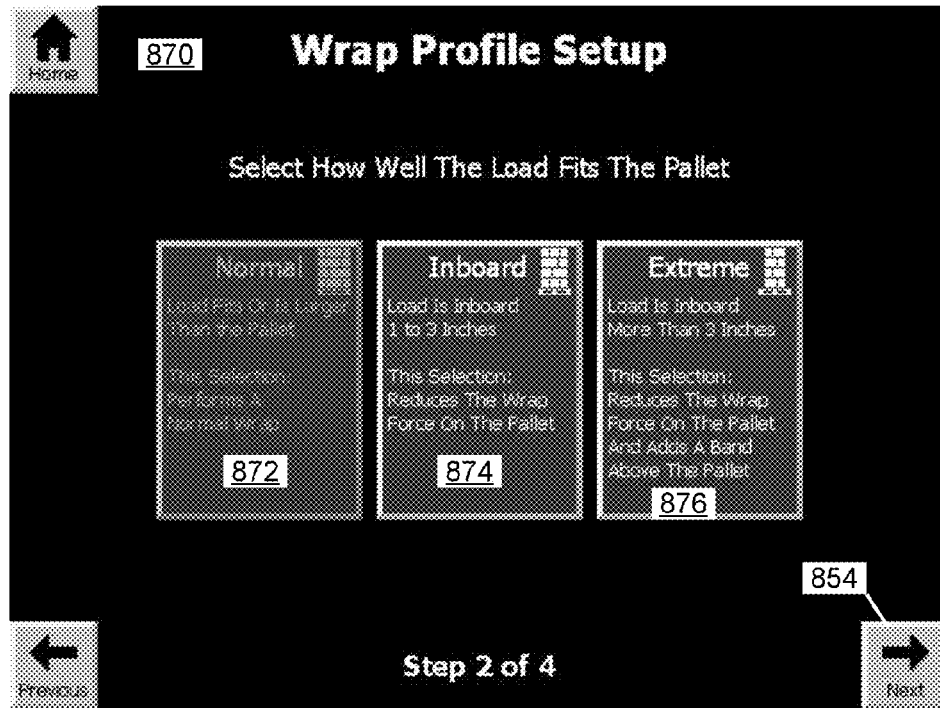 Home
870
Wrap Profile Setup
Select How Well The Load Fits The Pallet
Normal
Load Fits Or Is Larger
Than the Pallet
This Selection:
Performs A
Normal Wrap
872
Inboard
Load Is Inboard
1 to 3 Inches
This Selection:
Reduces The Wrap
Force On The Pallet
874
Extreme
Load Is Inboard
More Than 3 Inches
This Selection:
Reduces The Wrap
Force On The Pallet
And Adds A Band
Above The Pallet
876
854
Previous
Step 2 of 4
Next